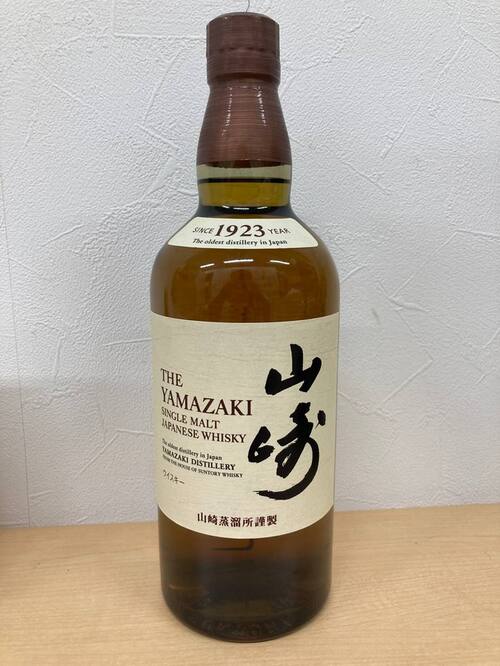 SINCE 1923 YEAR
The oldest distillery in Japan
THE
YAMAZAKI
SINGLE MALT
JAPANESE WHISKY
The oldest distillery in Japan
YAMAZAKI DISTILLERY
FROM THE HOUSE OF SUNTORY WHISKY
ウイスキー
山崎
山崎蒸溜所謹製